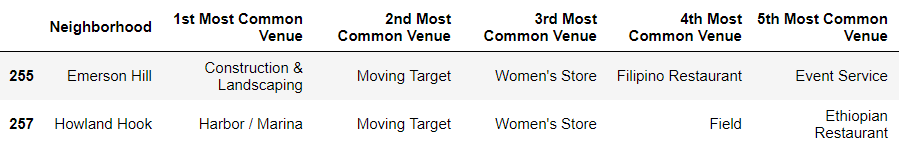 Neighborhood 1st Most Common Venue 2nd Most Common Venue 3rd Most Common Venue 4th Most Common Venue 5th Most Common Venue
255 Emerson Hill Construction & Landscaping Moving Target Women's Store Filipino Restaurant Event Service
257 Howland Hook Harbor / Marina Moving Target Women's Store Field Ethiopian Restaurant